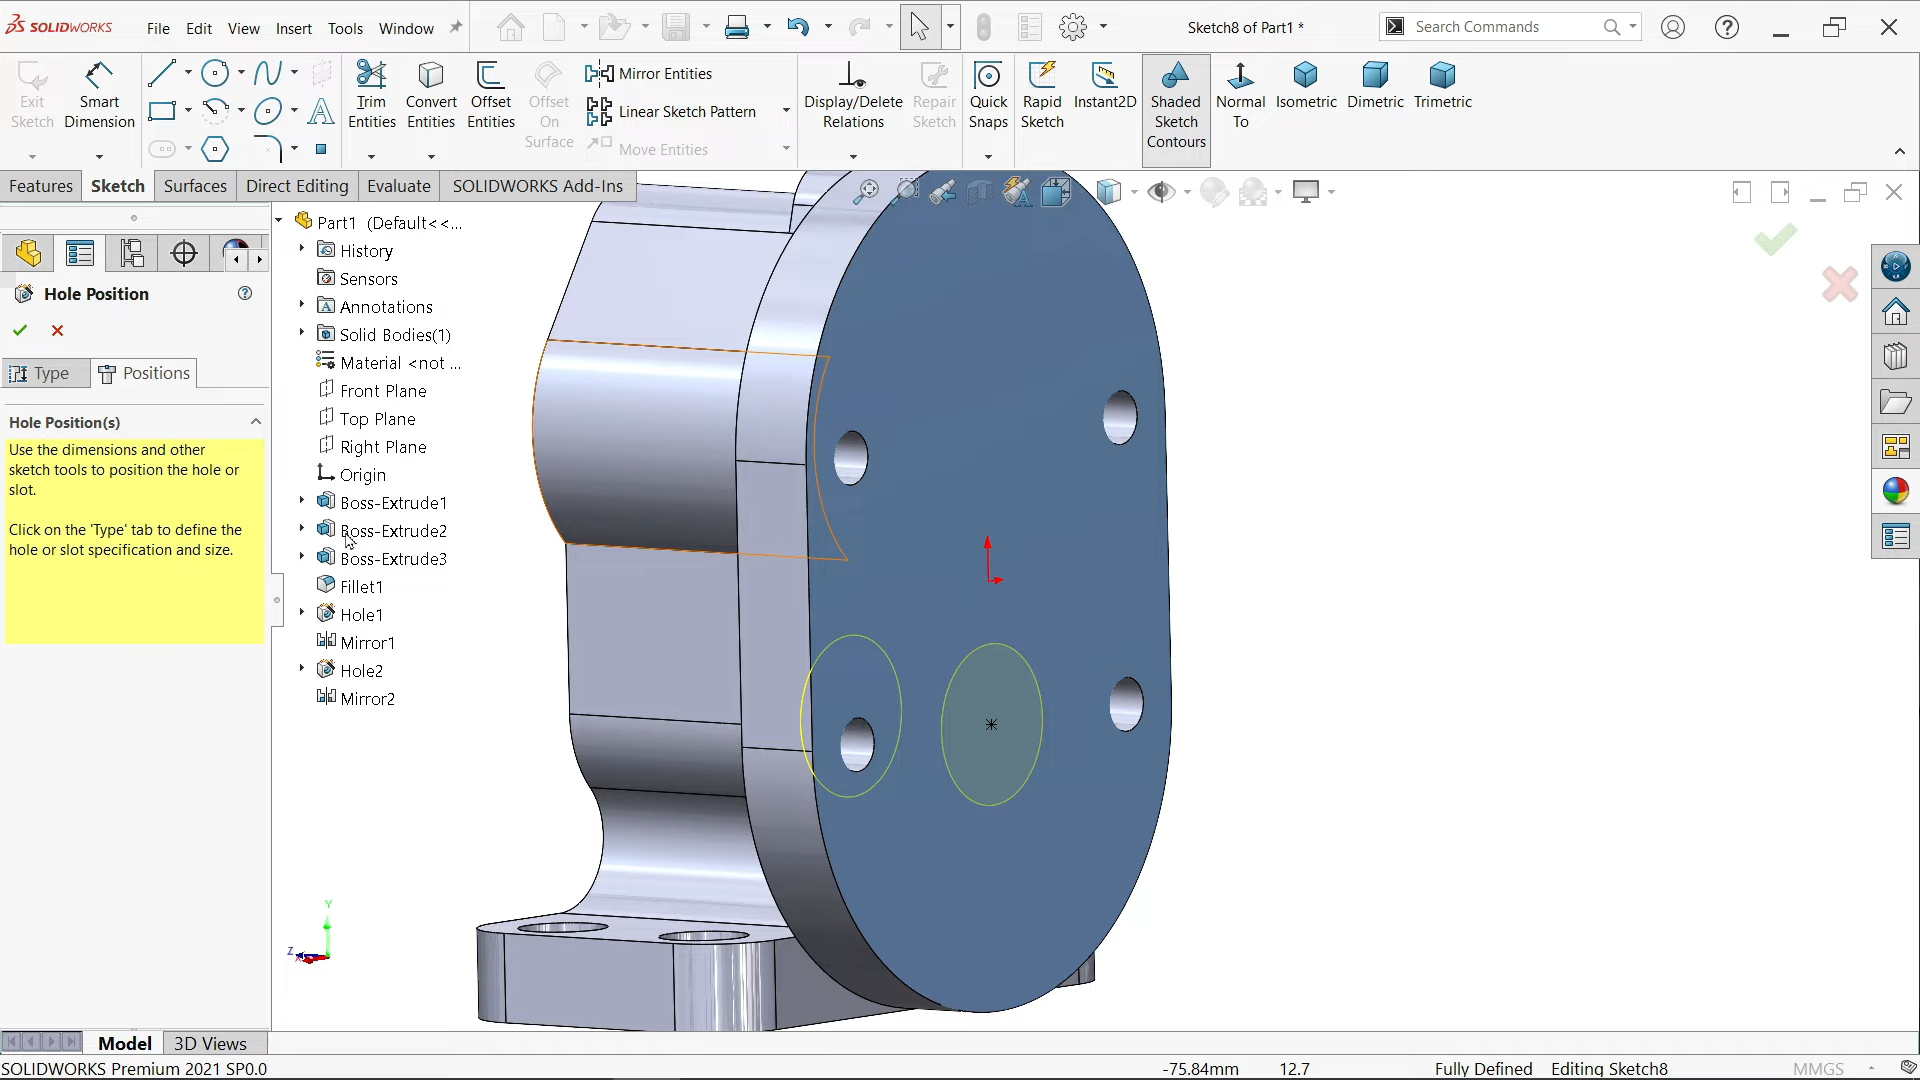 SOLIDWORKS
File Edit View Insert Tools Window
Sketch8 of Part1 *
Search Commands
Exit Sketch
Smart Dimension
Trim Entities
Convert Entities
Offset Entities
Offset On Surface
Mirror Entities
Linear Sketch Pattern
Move Entities
Display/Delete Relations
Repair Sketch
Quick Snaps
Rapid Sketch
Instant2D
Shaded Sketch Contours
Normal To
Isometric
Dimetric
Trimetric
Features Sketch Surfaces Direct Editing Evaluate SOLIDWORKS Add-Ins
Hole Position
Type Positions
Hole Position(s)
Use the dimensions and other
sketch tools to position the hole or
slot.
Click on the 'Type' tab to define the
hole or slot specification and size.
Part1 (Default<<...
History
Sensors
Annotations
Solid Bodies(1)
Material <not ...
Front Plane
Top Plane
Right Plane
Origin
Boss-Extrude1
Boss-Extrude2
Boss-Extrude3
Fillet1
Hole1
Mirror1
Hole2
Mirror2
Y
Z
X
Model 3D Views
SOLIDWORKS Premium 2021 SP0.0
-75.84mm 12.7 Fully Defined Editing Sketch8 MMGS